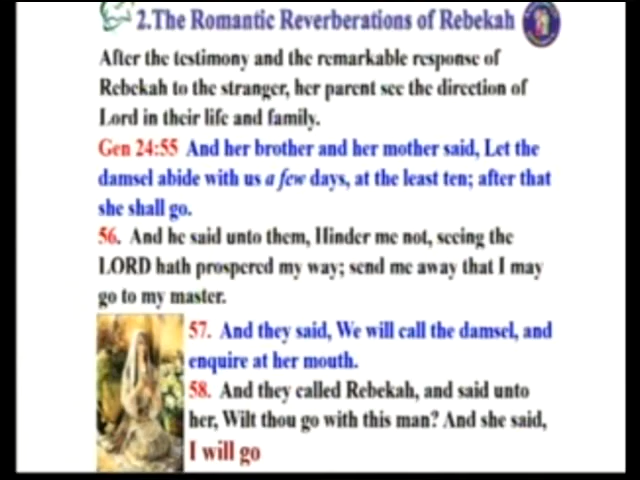 2.The Romantic Reverberations of Rebekah
After the testimony and the remarkable response of
Rebekah to the stranger, her parent see the direction of
Lord in their life and family.
Gen 24:55 And her brother and her mother said, Let the
damsel abide with us a few days, at the least ten; after that
she shall go.
56. And he said unto them, Hinder me not, seeing the
LORD hath prospered my way; send me away that I may
go to my master.
57. And they said, We will call the damsel, and
enquire at her mouth.
58. And they called Rebekah, and said unto
her, Wilt thou go with this man? And she said,
I will go